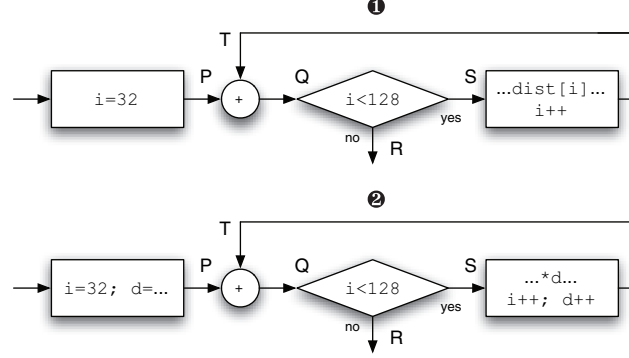 ❶
T
P
Q
S
i=32
+
i<128
...dist[i]...
i++
yes
no
R
❷
T
P
Q
S
i=32; d=...
+
i<128
...*d...
i++; d++
yes
no
R